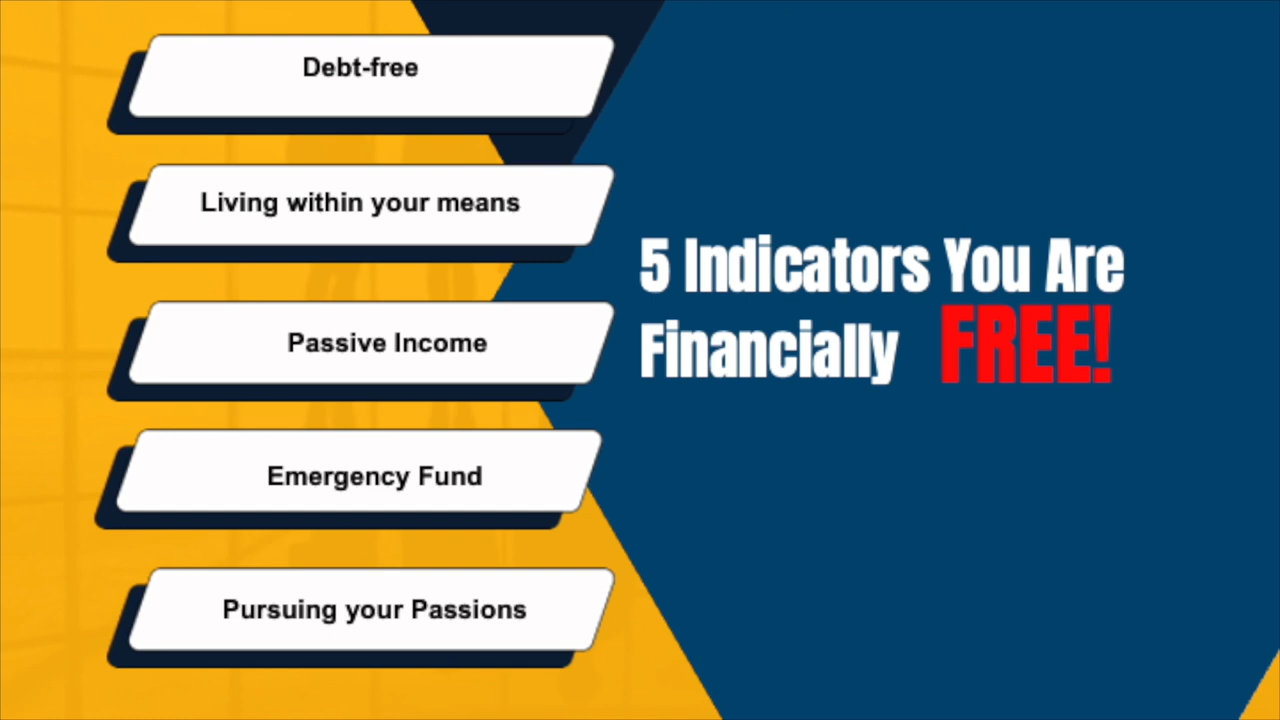 Debt-free
Living within your means
Passive Income
Emergency Fund
Pursuing your Passions
5 Indicators You Are
Financially FREE!